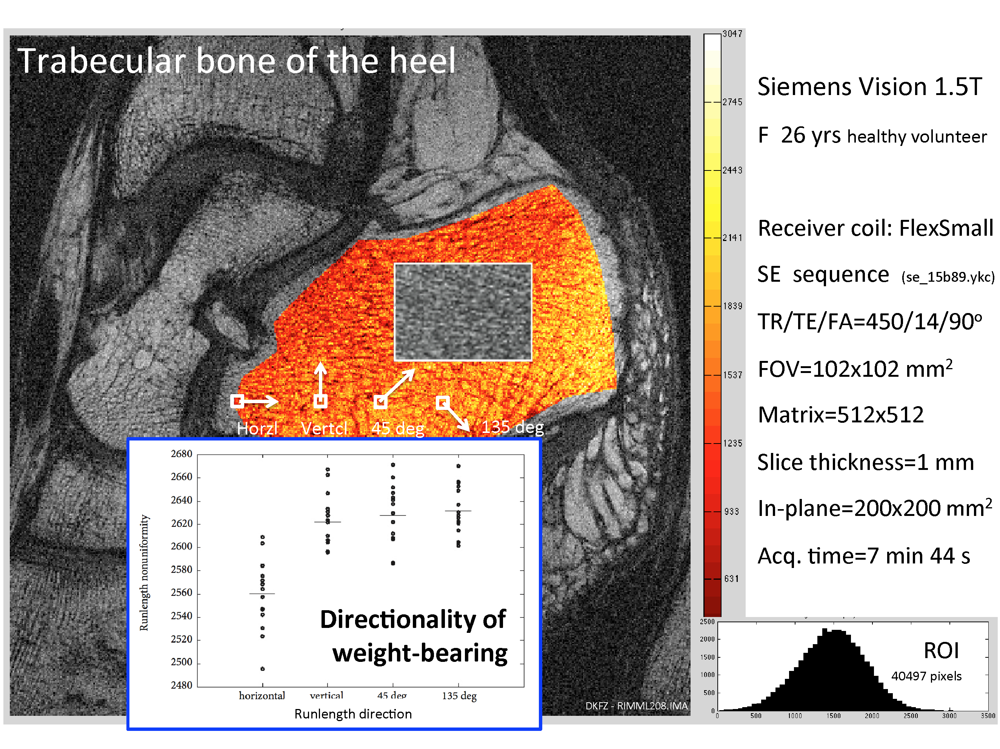 Trabecular bone of the heel
3047
2745
2443
2141
1839
1537
1235
933
631
Siemens Vision 1.5T
F 26 yrs healthy volunteer
Receiver coil: FlexSmall
SE sequence (se_15b89.ykc)
TR/TE/FA=450/14/90º
FOV=102x102 mm²
Matrix=512x512
Slice thickness=1 mm
In-plane=200x200 mm²
Acq. time=7 min 44 s
Horzl Vertcl 45 deg 135 deg
Runlength nonuniformity
2680
2660
2640
2620
2600
2580
2560
2540
2520
2500
2480
Directionality of
weight-bearing
horizontal vertical 45 deg 135 deg
Runlength direction
DKFZ - RIMML208.IMA
2500
2000
1500
1000
500
0
ROI
40497 pixels
0 500 1000 1500 2000 2500 3000 3500